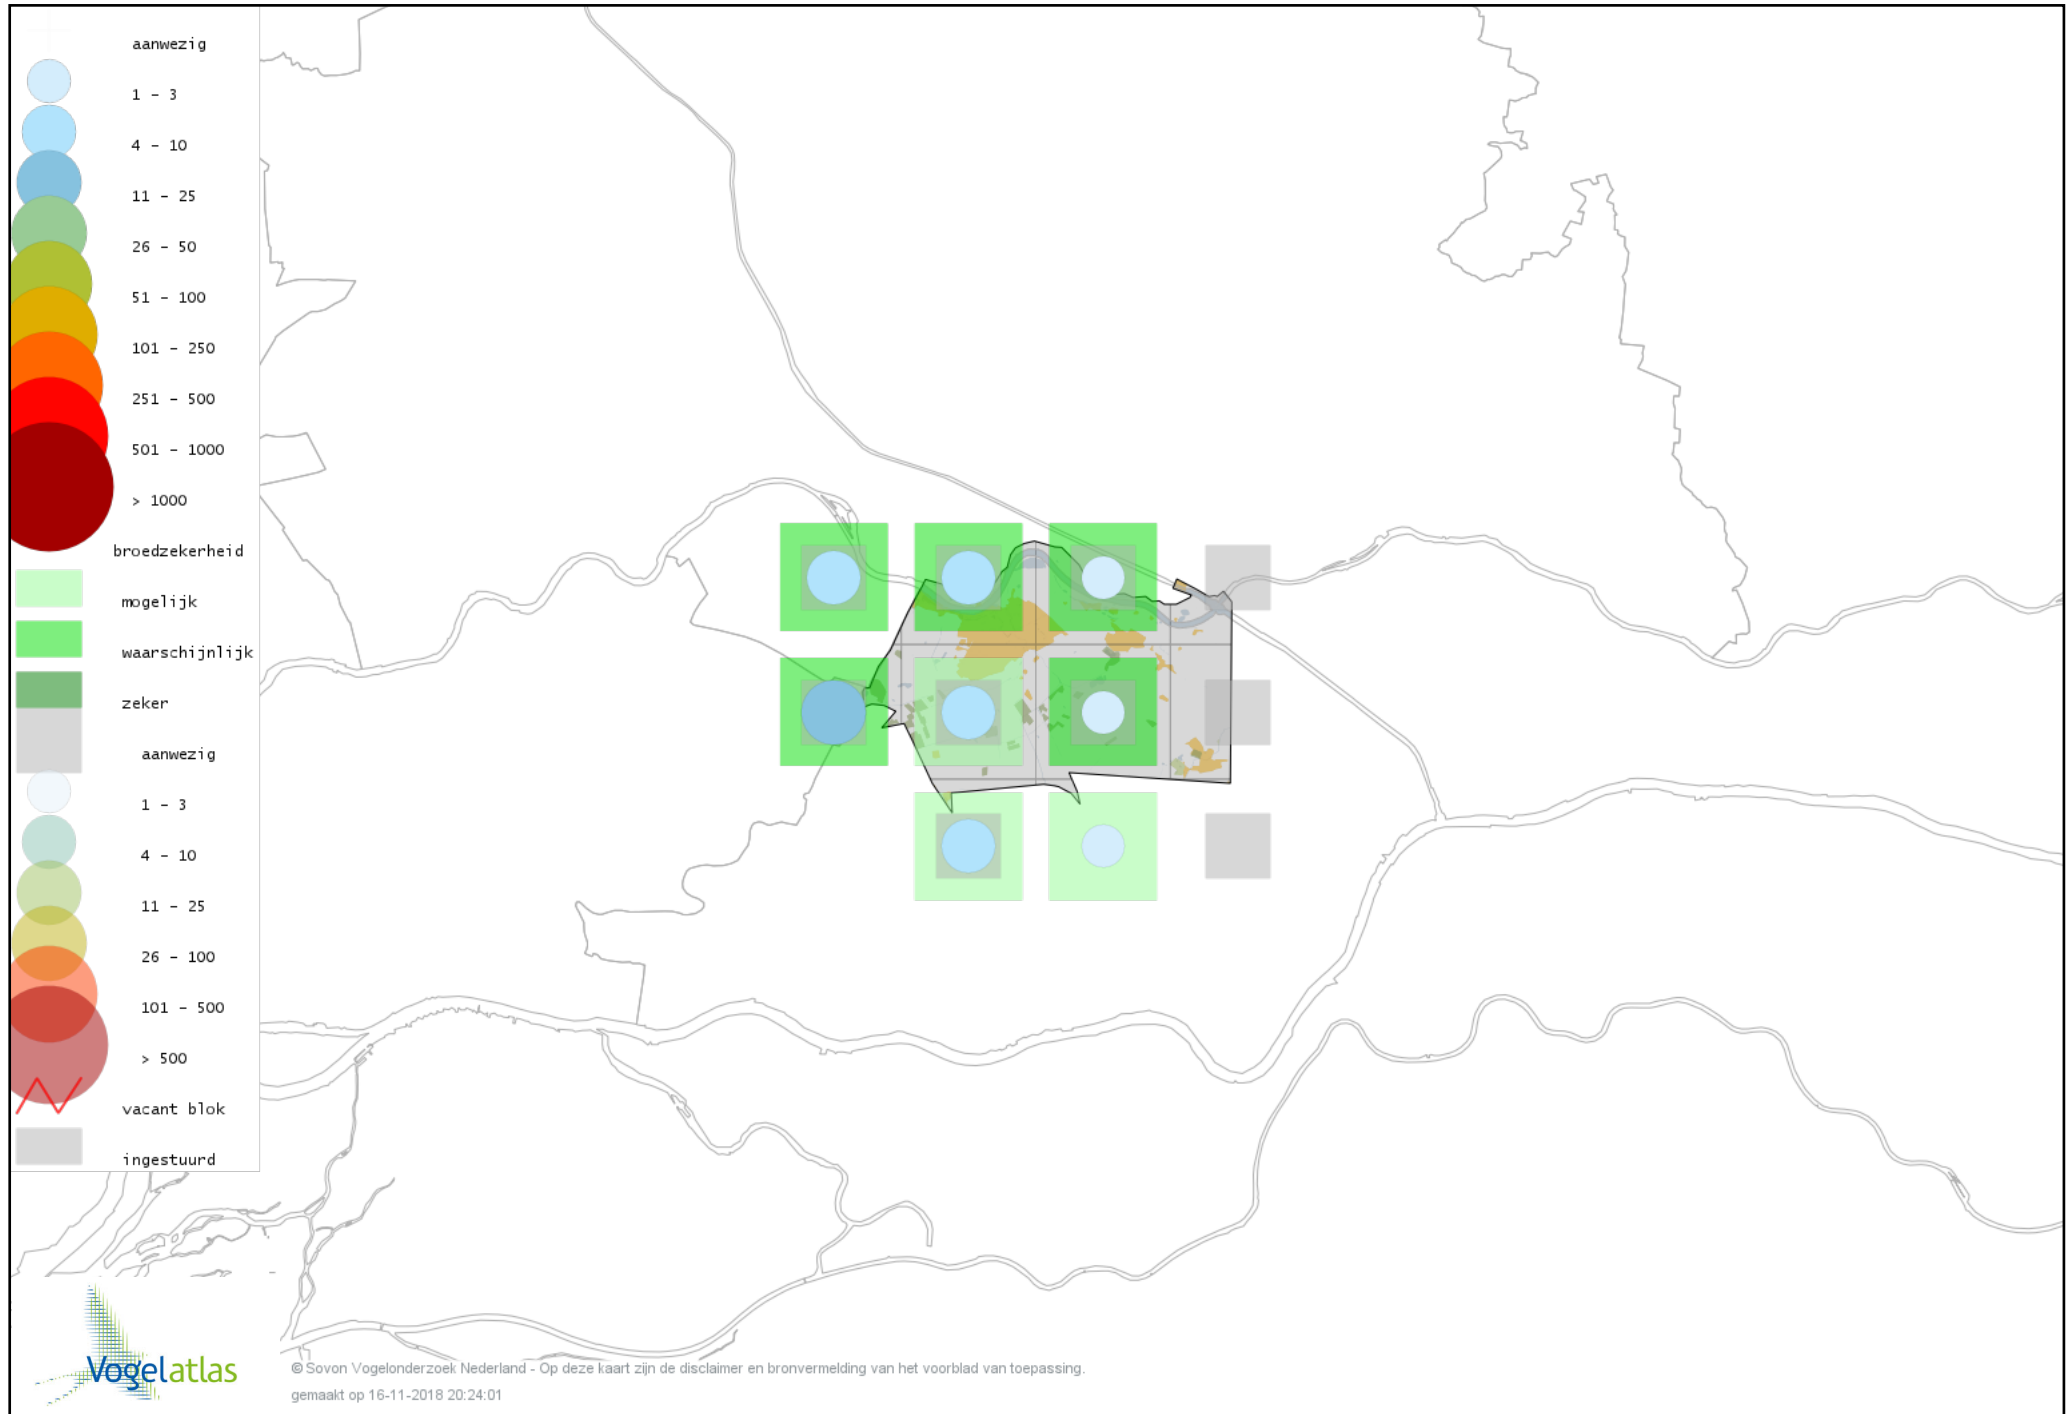 aanwezig
1 - 3
4 - 10
11 - 25
26 - 50
51 - 100
101 - 250
251 - 500
501 - 1000
> 1000
broedzekerheid
mogelijk
waarschijnlijk
zeker
aanwezig
1 - 3
4 - 10
11 - 25
26 - 100
101 - 500
> 500
vacant blok
ingestuurd
Vogelatlas
© Sovon Vogelonderzoek Nederland - Op deze kaart zijn de disclaimer en bronvermelding van het voorblad van toepassing.
gemaakt op 16-11-2018 20:24:01